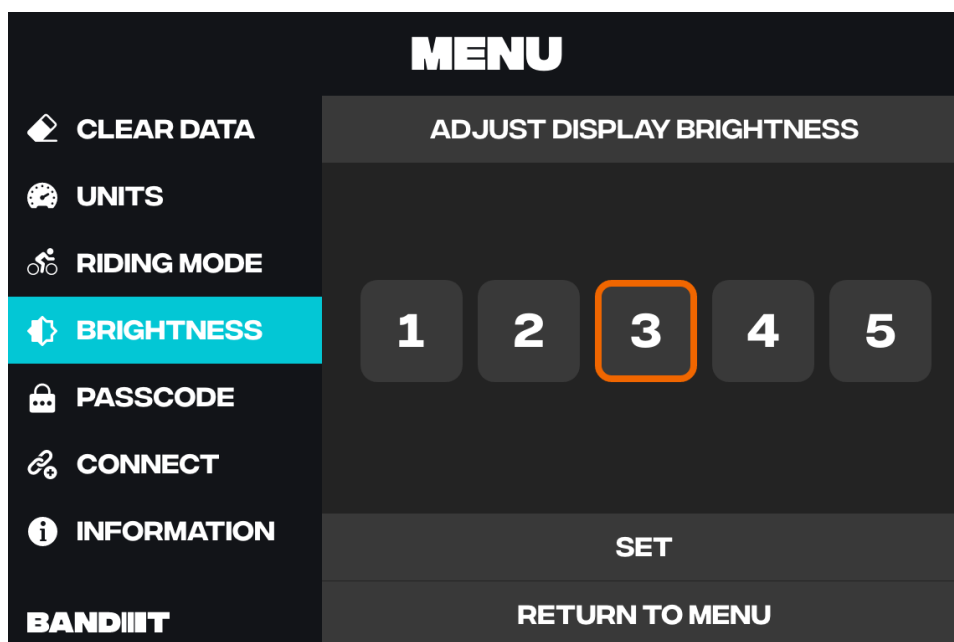 MENU
CLEAR DATA
UNITS
RIDING MODE
BRIGHTNESS
PASSCODE
CONNECT
INFORMATION
BANDIIIT
ADJUST DISPLAY BRIGHTNESS
1 2 3 4 5
SET
RETURN TO MENU